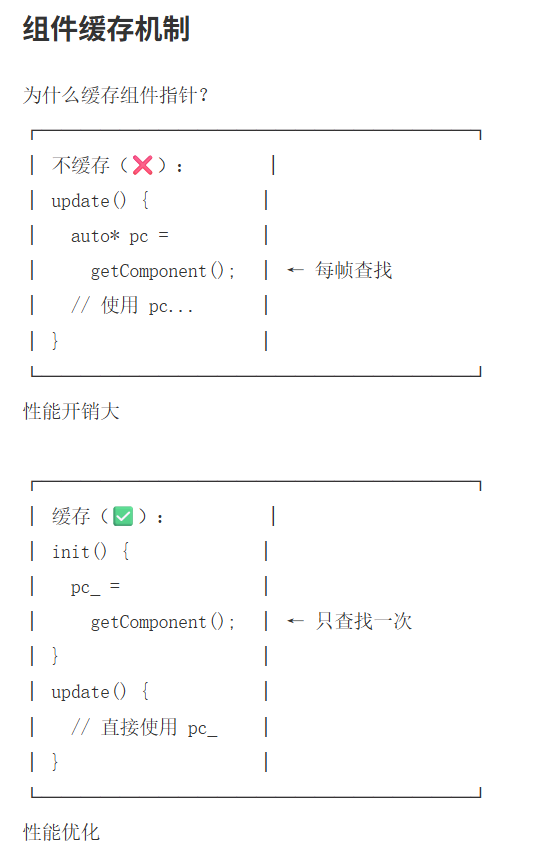 组件缓存机制
为什么缓存组件指针？
┌─────────────────────────┐
│ 不缓存（❌）：        │
│ update() {            │
│   auto* pc =          │
│     getComponent();   │ ← 每帧查找
│   // 使用 pc...       │
│ }                     │
└─────────────────────────┘
性能开销大
┌─────────────────────────┐
│ 缓存（✅）：          │
│ init() {              │
│   pc_ =               │
│     getComponent();   │ ← 只查找一次
│ }                     │
│ update() {            │
│   // 直接使用 pc_     │
│ }                     │
└─────────────────────────┘
性能优化